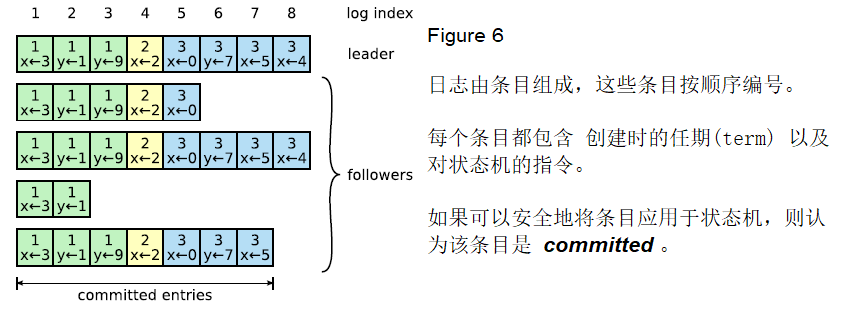 1 2 3 4 5 6 7 8 log index
1 1 1 2 3 3 3 3
x←3 y←1 y←9 x←2 x←0 y←7 x←5 x←4
leader
1 1 1 2 3
x←3 y←1 y←9 x←2 x←0
1 1 1 2 3 3 3 3
x←3 y←1 y←9 x←2 x←0 y←7 x←5 x←4
followers
1 1
x←3 y←1
1 1 1 2 3 3 3
x←3 y←1 y←9 x←2 x←0 y←7 x←5
committed entries
Figure 6
日志由条目组成，这些条目按顺序编号。
每个条目都包含 创建时的任期(term) 以及
对状态机的指令。
如果可以安全地将条目应用于状态机，则认
为该条目是 committed 。